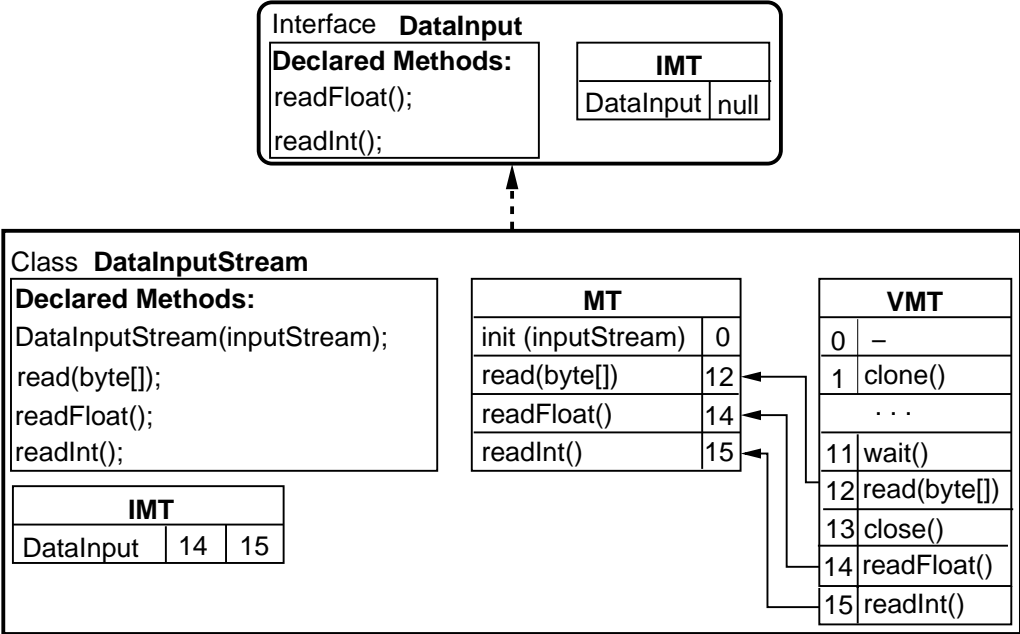 Interface DataInput
Declared Methods:
readFloat();
readInt();
IMT
DataInput null
Class DataInputStream
Declared Methods:
DataInputStream(inputStream);
read(byte[]);
readFloat();
readInt();
IMT
DataInput 14 15
MT
init (inputStream) 0
read(byte[]) 12
readFloat() 14
readInt() 15
VMT
0 –
1 clone()
. . .
11 wait()
12 read(byte[])
13 close()
14 readFloat()
15 readInt()